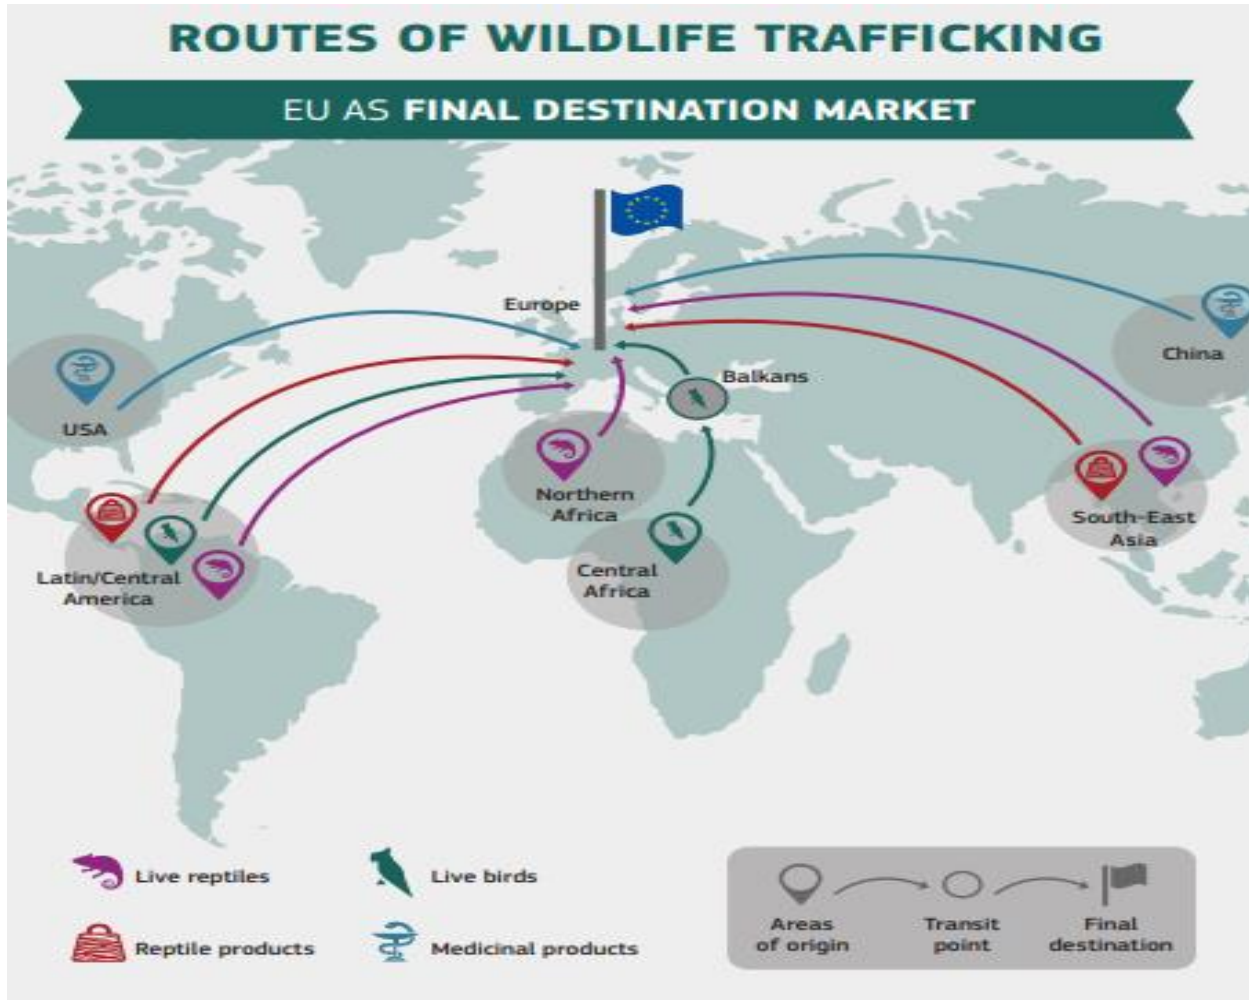 ROUTES OF WILDLIFE TRAFFICKING
EU AS FINAL DESTINATION MARKET
Europe
China
Balkans
USA
Northern
Africa
South-East
Asia
Latin/Central
America
Central
Africa
Live reptiles
Live birds
Reptile products
Medicinal products
Areas
of origin
Transit
point
Final
destination